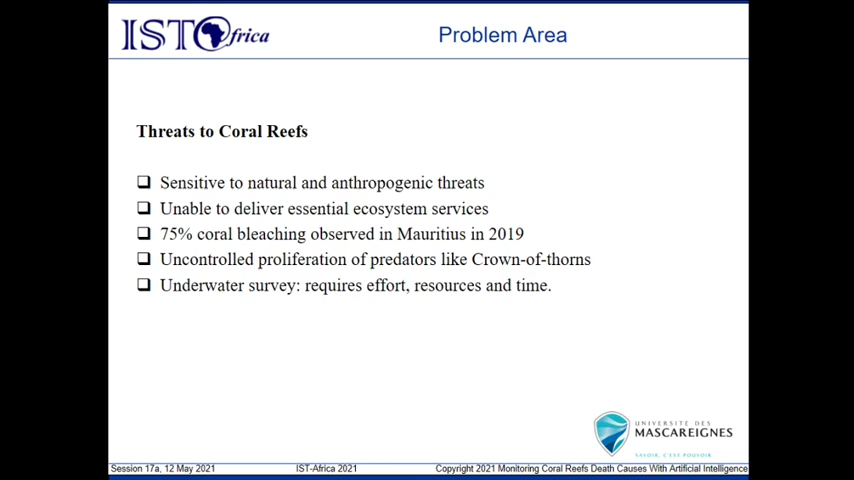 IST Africa
Problem Area
Threats to Coral Reefs
Sensitive to natural and anthropogenic threats
Unable to deliver essential ecosystem services
75% coral bleaching observed in Mauritius in 2019
Uncontrolled proliferation of predators like Crown-of-thorns
Underwater survey: requires effort, resources and time.
UNIVERSITÉ DES
MASCAREIGNES
SAVOIR, C'EST POUVOIR
Session 17a, 12 May 2021
IST-Africa 2021
Copyright 2021 Monitoring Coral Reefs Death Causes With Artificial Intelligence